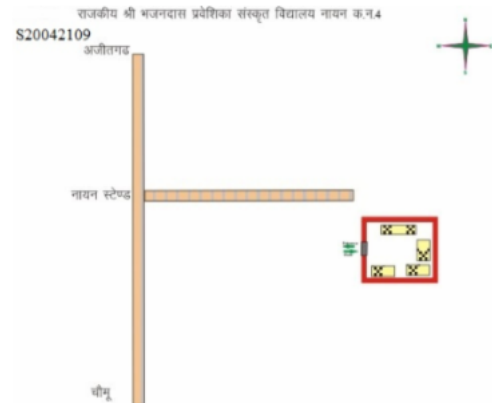 राजकीय श्री भजनदास प्रवेशिका संस्कृत विद्यालय नायन क.न.4
S20042109
अजीतगढ
नायन स्टेण्ड
चौमू